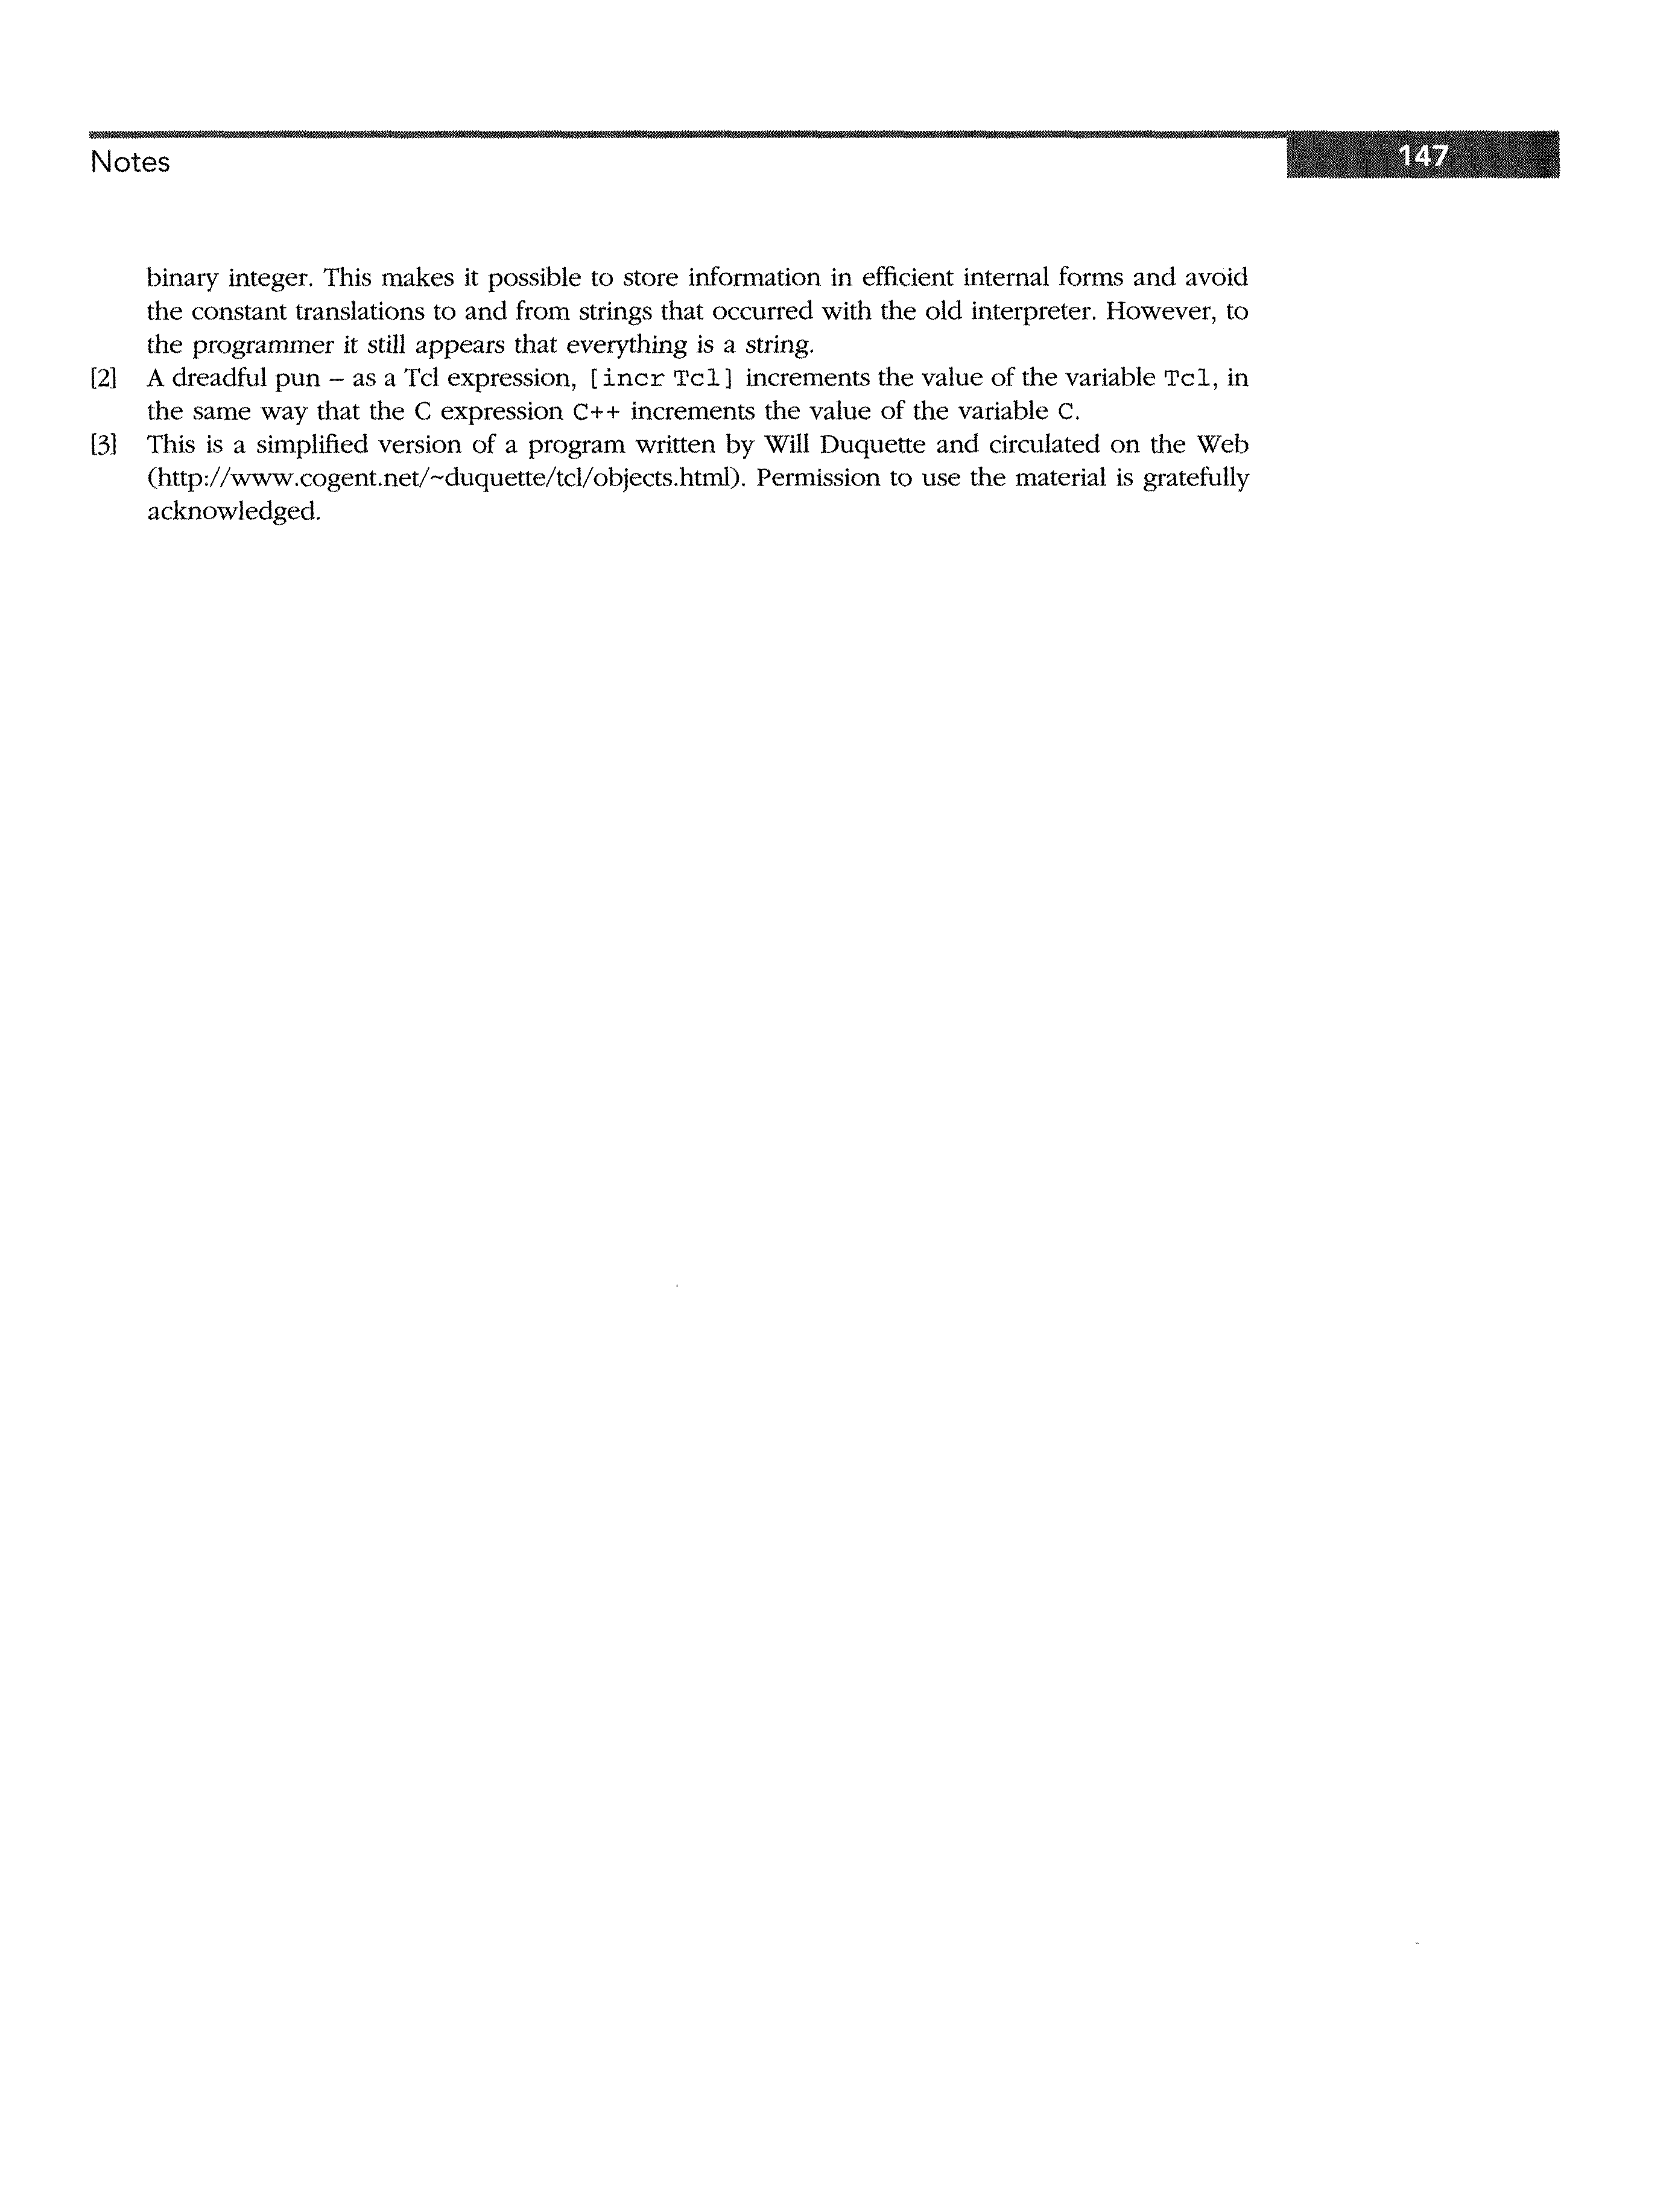 Notes
147
binary integer. This makes it possible to store information in efficient internal forms and avoid
the constant translations to and from strings that occurred with the old interpreter. However, to
the programmer it still appears that everything is a string.
[2] A dreadful pun – as a Tcl expression, [incr Tcl] increments the value of the variable Tcl, in
the same way that the C expression C++ increments the value of the variable C.
[3] This is a simplified version of a program written by Will Duquette and circulated on the Web
(http://www.cogent.net/~duquette/tcl/objects.html). Permission to use the material is gratefully
acknowledged.